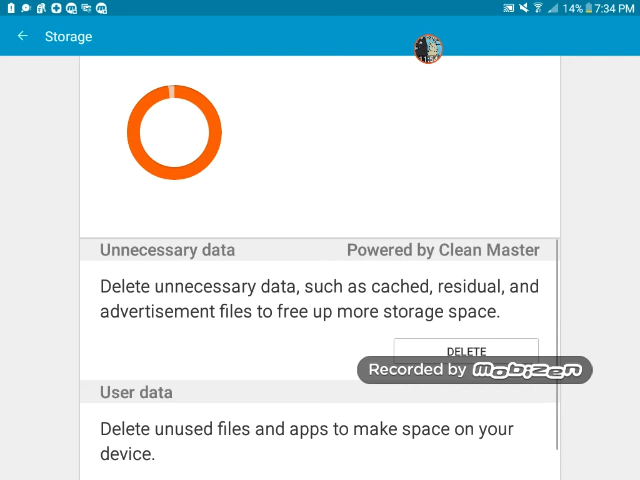 14% 7:34 PM
Storage
Unnecessary data
Powered by Clean Master
Delete unnecessary data, such as cached, residual, and
advertisement files to free up more storage space.
DELETE
Recorded by mobizen
User data
Delete unused files and apps to make space on your
device.